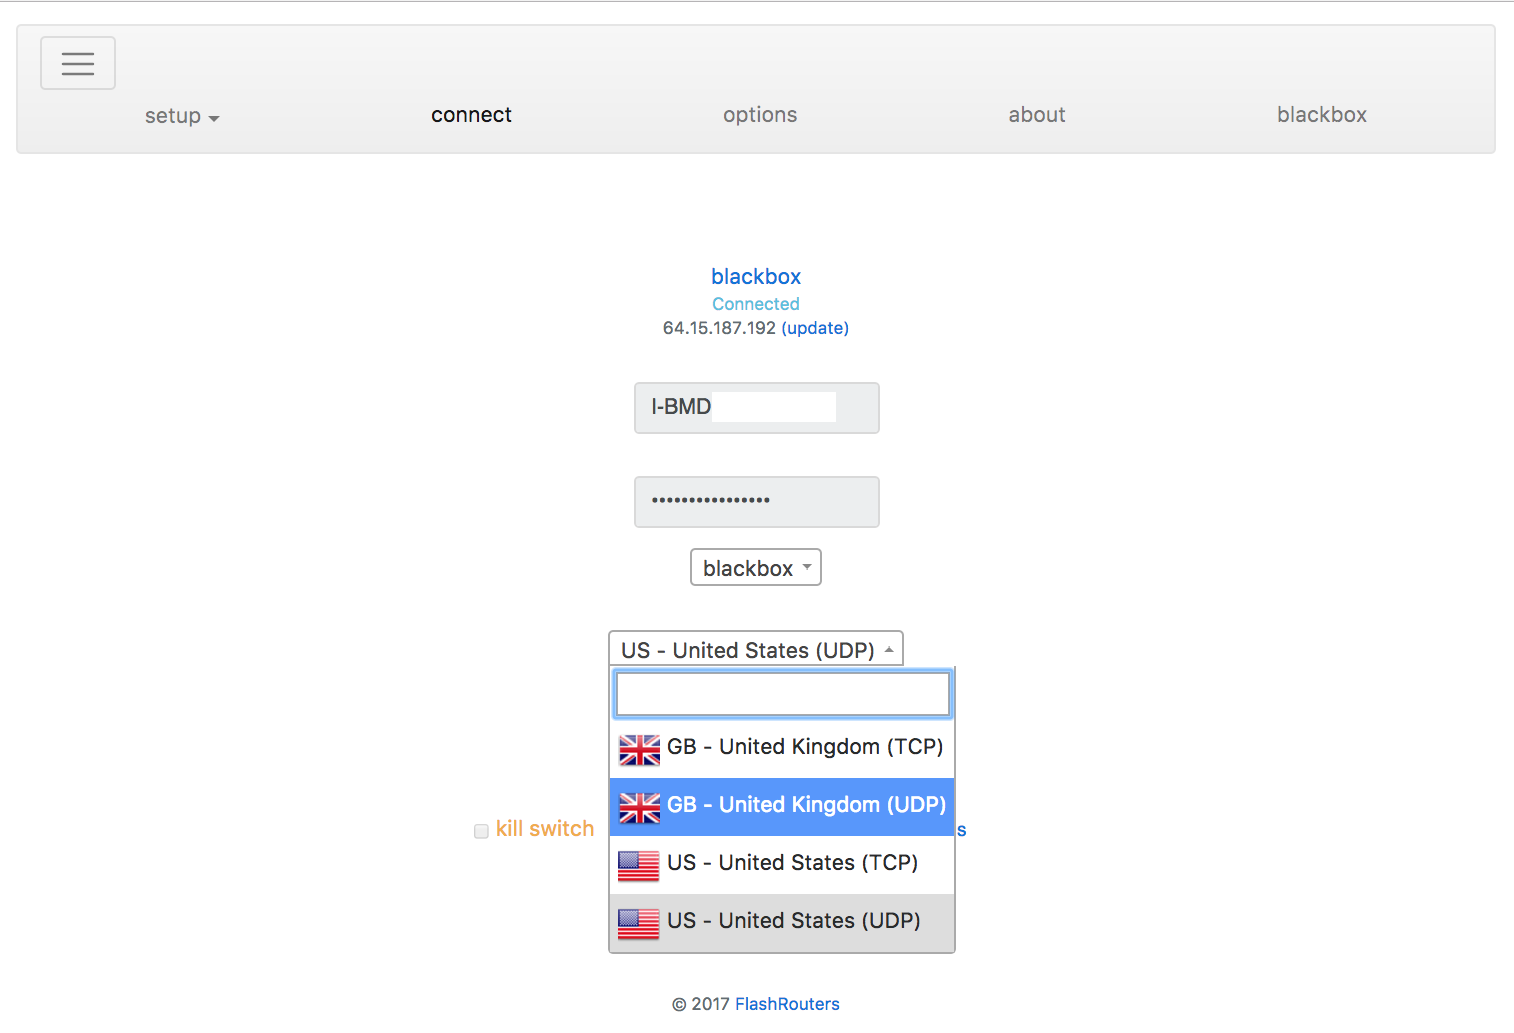 setup
connect
options
about
blackbox
blackbox
Connected
64.15.187.192 (update)
I-BMD
••••••••••••••••
blackbox
US - United States (UDP)
GB - United Kingdom (TCP)
GB - United Kingdom (UDP)
kill switch
s
US - United States (TCP)
US - United States (UDP)
© 2017 FlashRouters